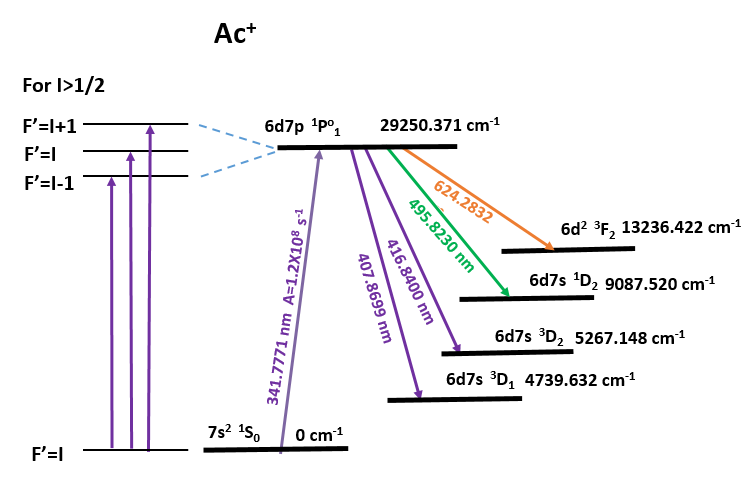 Ac⁺
For I>1/2
F'=I+1
F'=I
F'=I-1
F'=I
6d7p ¹Pᵒ₁ 29250.371 cm⁻¹
341.7771 nm A=1.2X10⁸ s⁻¹
407.8699 nm
416.8400 nm
495.8230 nm
624.2832
6d² ³F₂ 13236.422 cm⁻¹
6d7s ¹D₂ 9087.520 cm⁻¹
6d7s ³D₂ 5267.148 cm⁻¹
6d7s ³D₁ 4739.632 cm⁻¹
7s² ¹S₀ 0 cm⁻¹